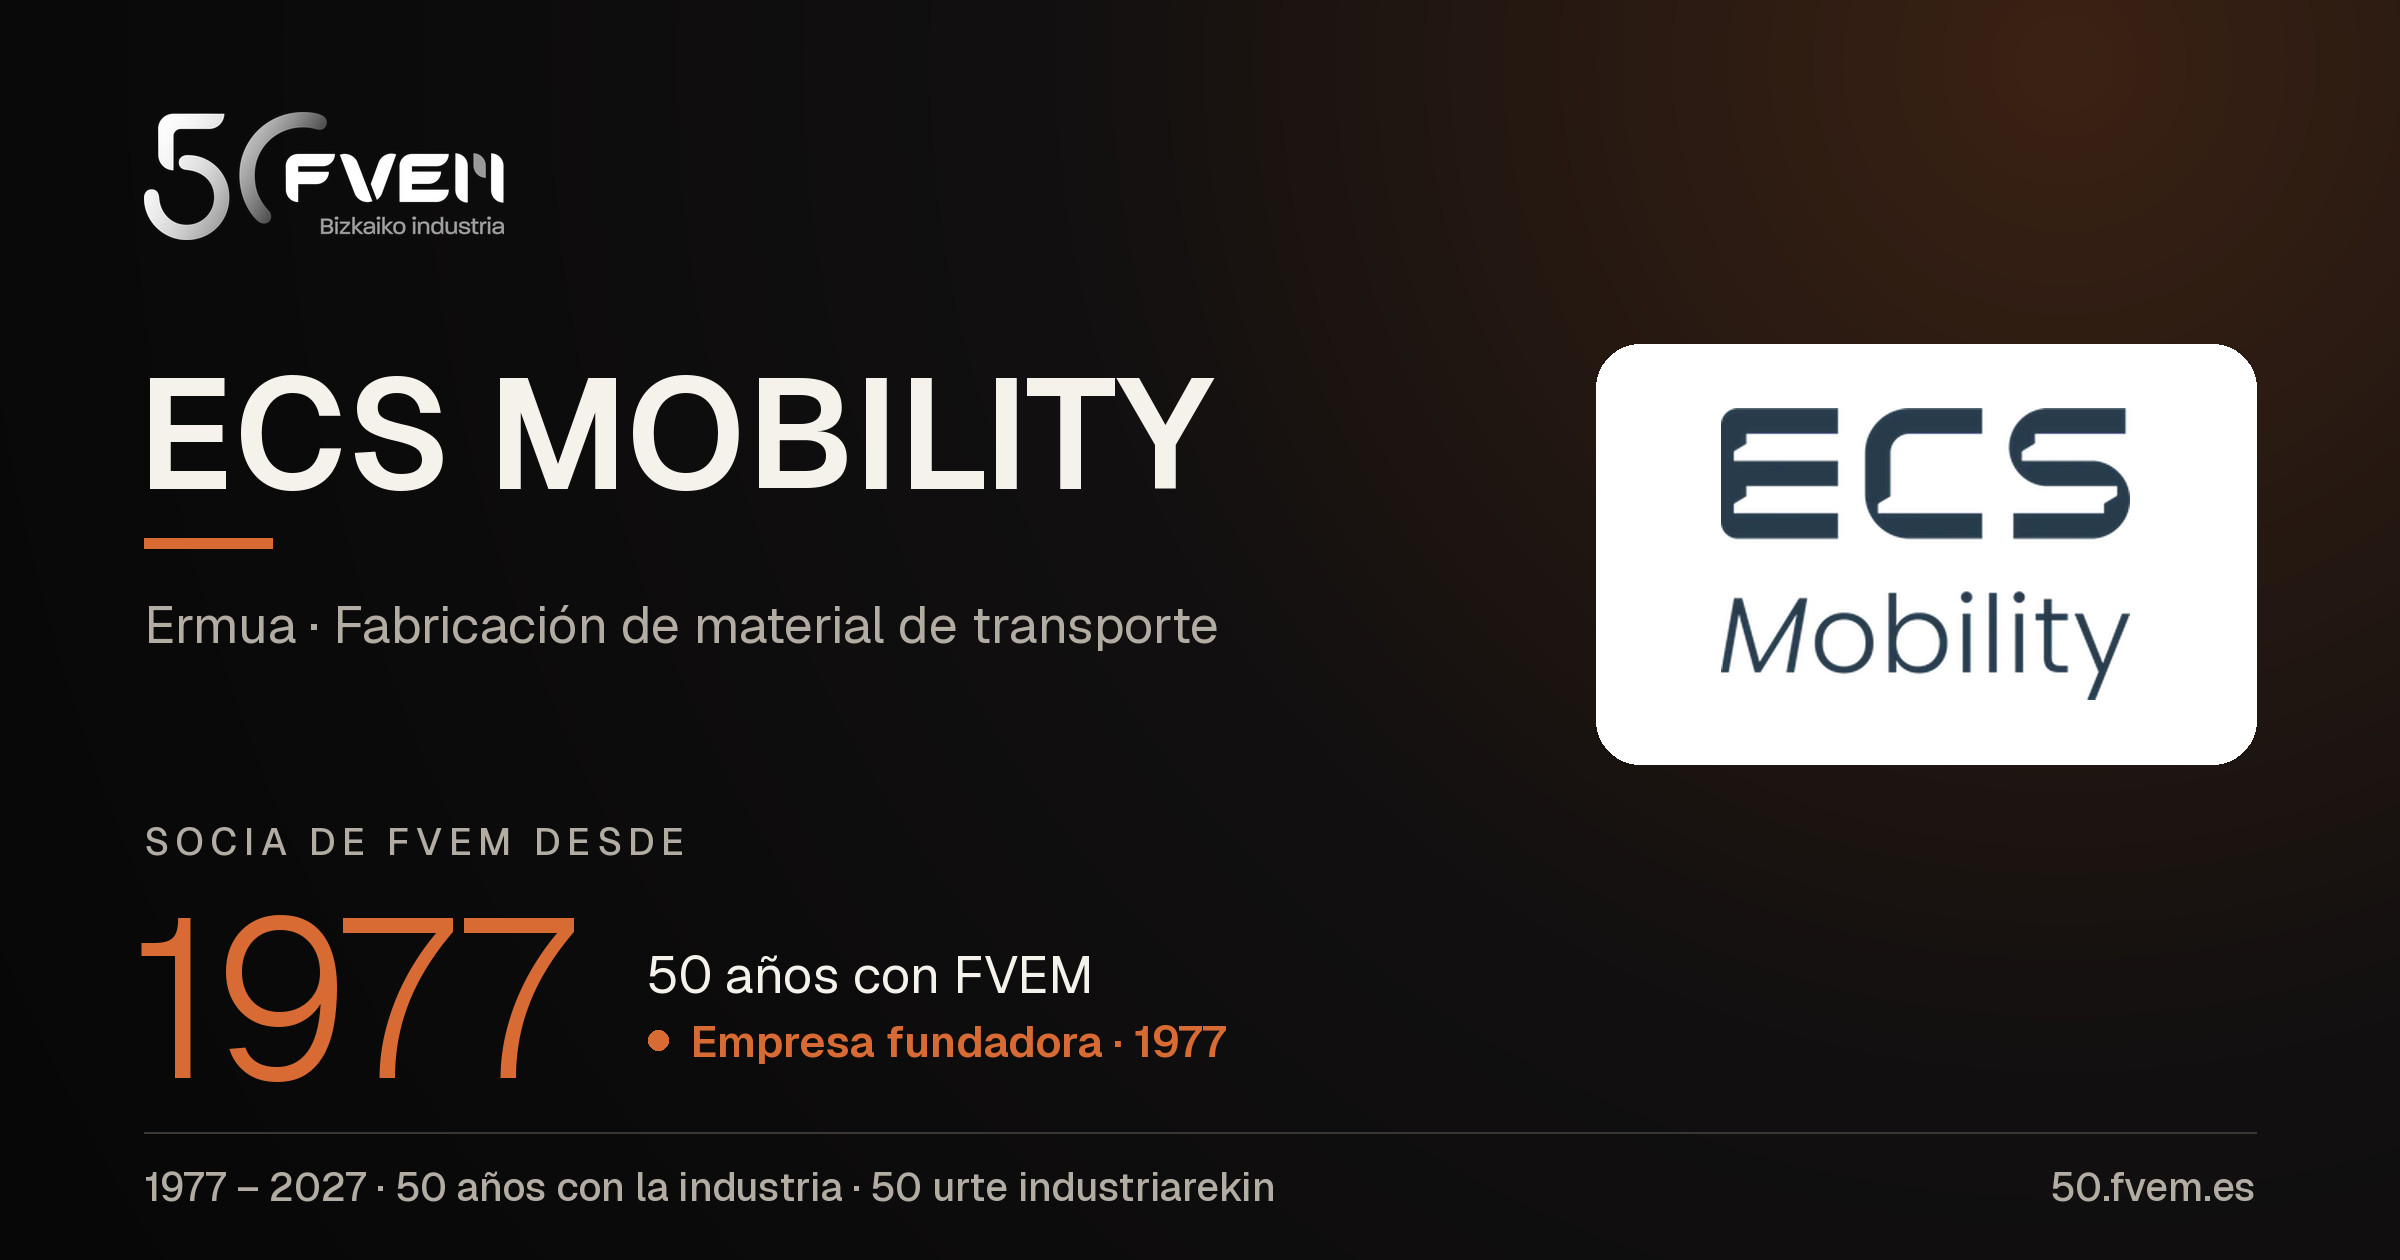 50 FVEM
Bizkaiko industria
ECS MOBILITY
Ermua · Fabricación de material de transporte
ECS
Mobility
SOCIA DE FVEM DESDE
1977
50 años con FVEM
Empresa fundadora · 1977
1977 – 2027 · 50 años con la industria · 50 urte industriarekin
50.fvem.es